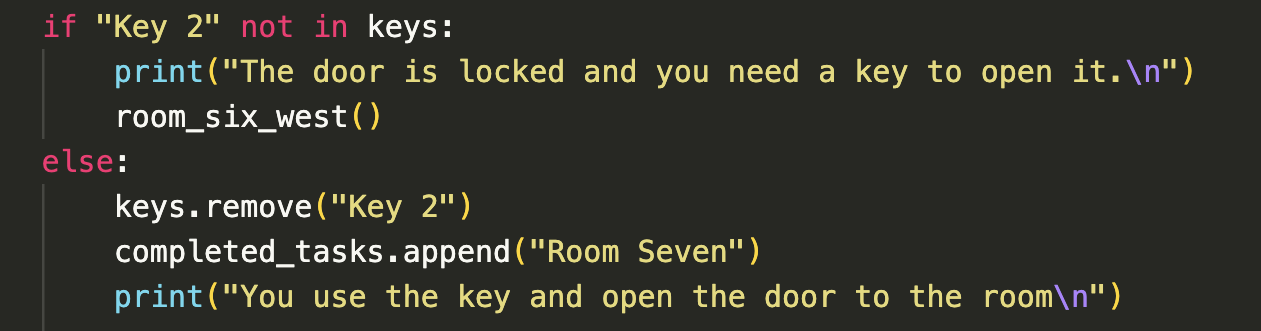 if "Key 2" not in keys:
    print("The door is locked and you need a key to open it.\n")
    room_six_west()
else:
    keys.remove("Key 2")
    completed_tasks.append("Room Seven")
    print("You use the key and open the door to the room\n")